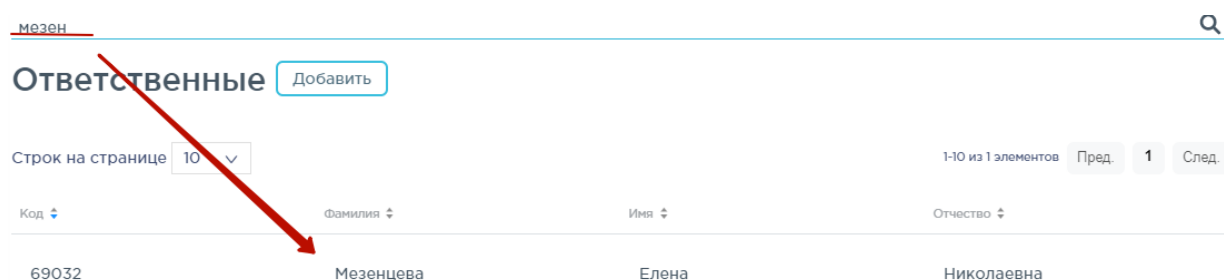 мезен
Ответственные Добавить
Строк на странице 10 1-10 из 1 элементов Пред. 1 След.
Код Фамилия Имя Отчество
69032 Мезенцева Елена Николаевна